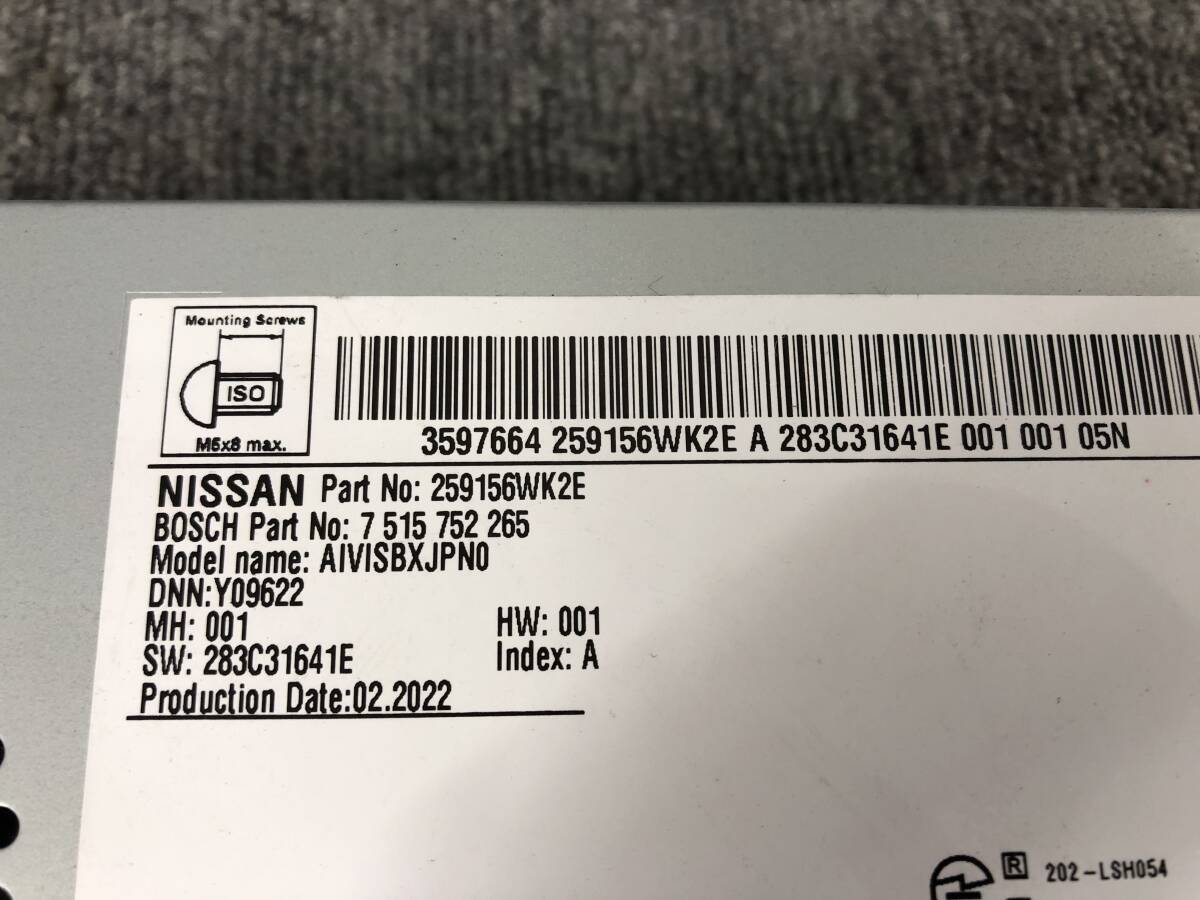 Mounting Screws
ISO
M5x8 max.
3597664 259156WK2E A 283C31641E 001 001 05N
NISSAN Part No: 259156WK2E
BOSCH Part No: 7 515 752 265
Model name: AIVISBXJPN0
DNN:Y09622
MH: 001 HW: 001
SW: 283C31641E Index: A
Production Date:02.2022
R 202-LSH054